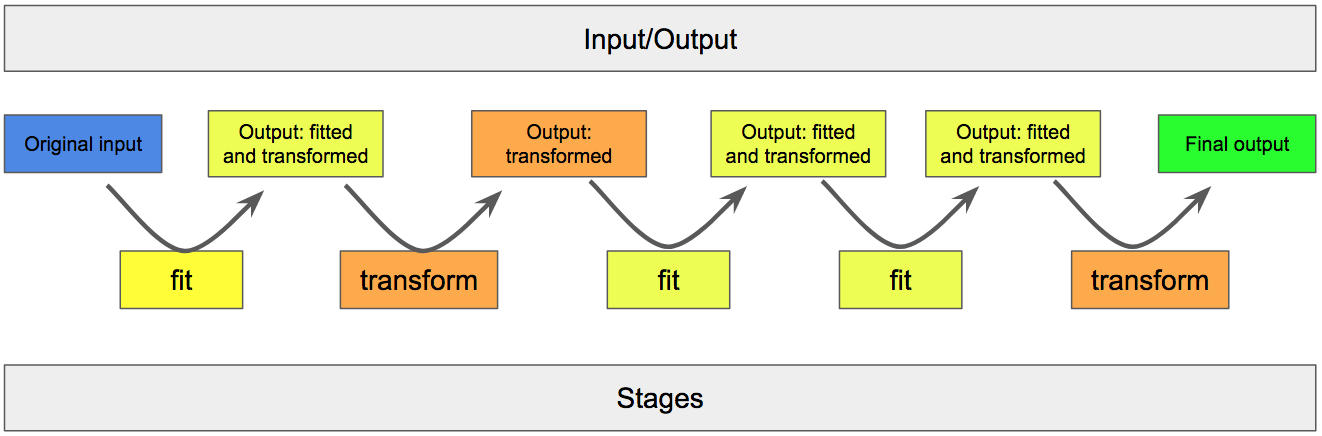 Input/Output
Original input
Output: fitted
and transformed
Output:
transformed
Output: fitted
and transformed
Output: fitted
and transformed
Final output
fit
transform
fit
fit
transform
Stages